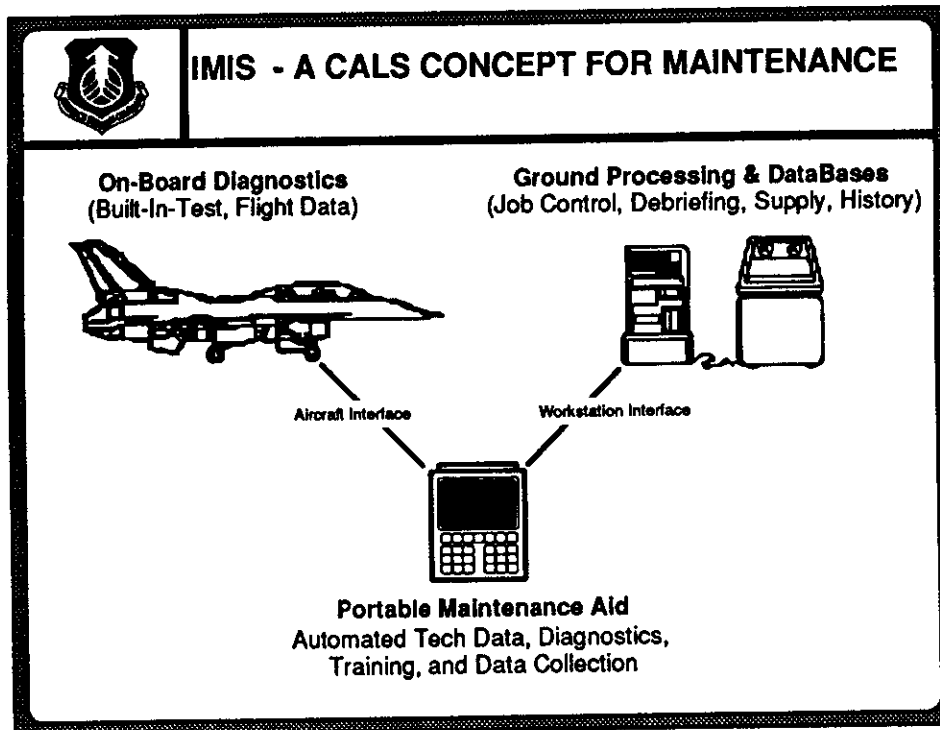 IMIS - A CALS CONCEPT FOR MAINTENANCE
On-Board Diagnostics
(Built-In-Test, Flight Data)
Ground Processing & DataBases
(Job Control, Debriefing, Supply, History)
Aircraft Interface
Workstation Interface
Portable Maintenance Aid
Automated Tech Data, Diagnostics,
Training, and Data Collection